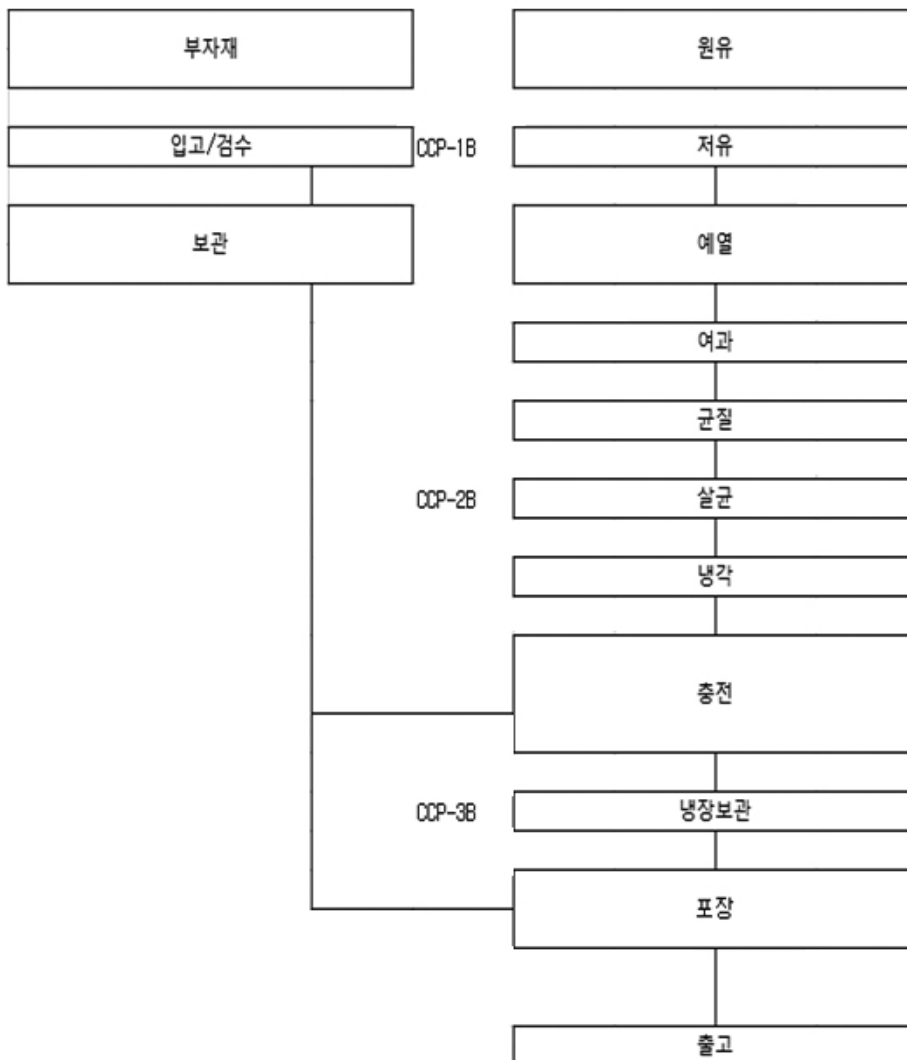 부자재
원유
입고/검수
CCP-1B
저유
보관
예열
여과
균질
CCP-2B
살균
냉각
충전
CCP-3B
냉장보관
포장
출고